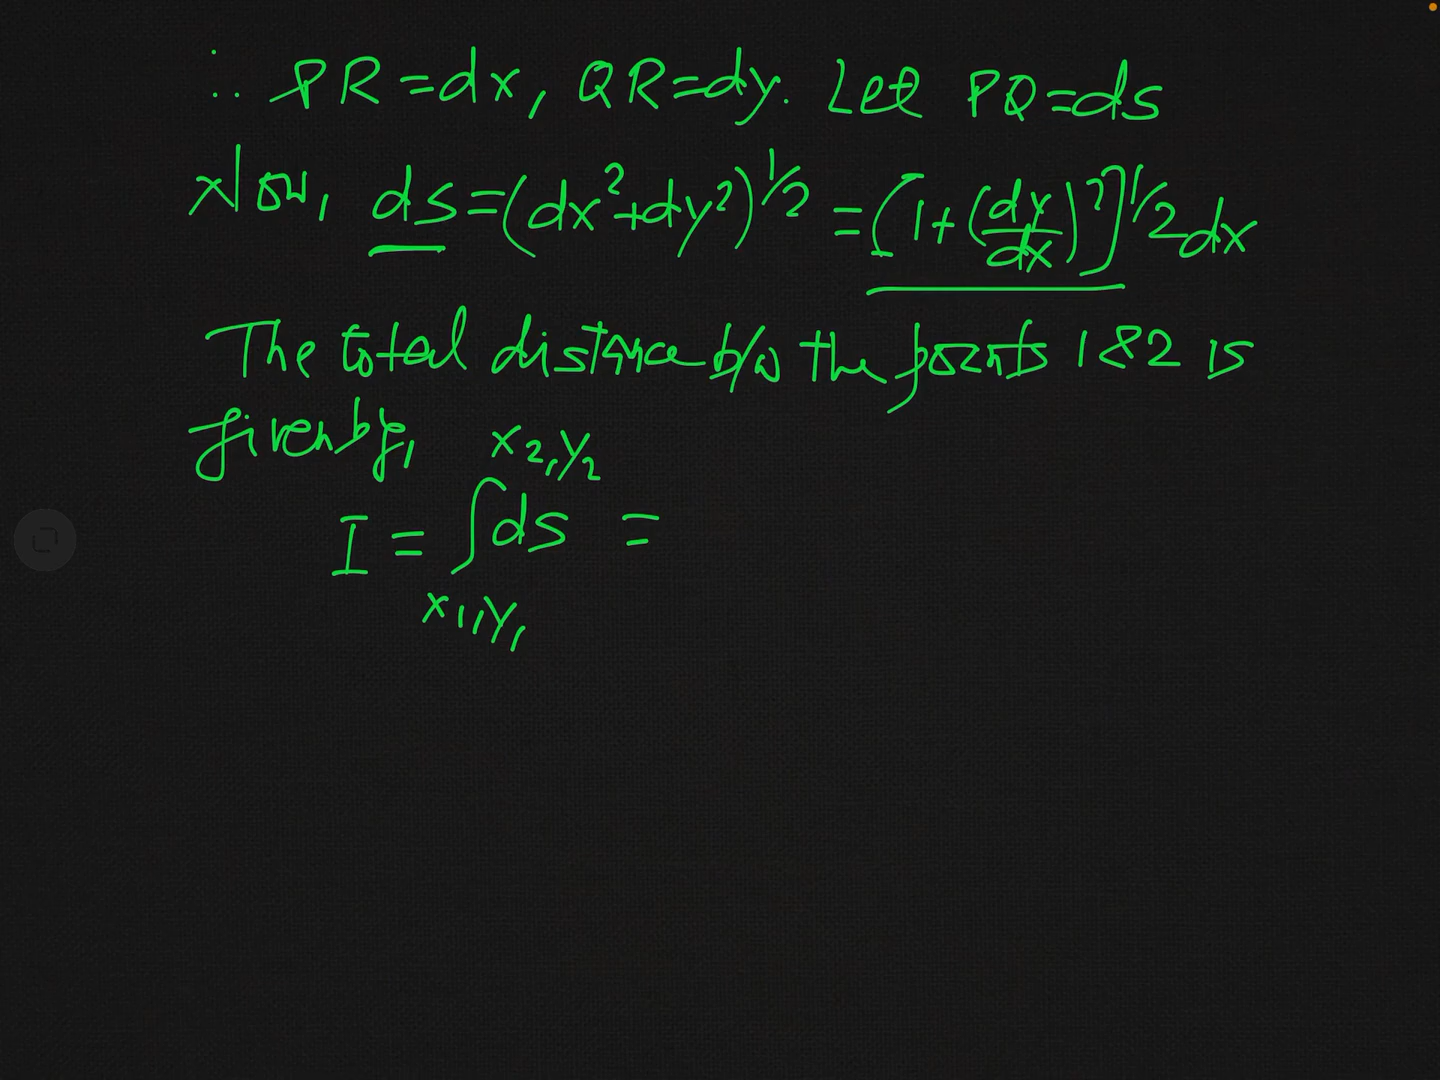 ∴ PR = dx, QR = dy. Let PQ = ds
Now, ds = (dx² + dy²)^1/2 = [1 + (dy/dx)²]^1/2 dx
The total distance b/w the points 1 & 2 is
given by,
I = ∫_{x1,y1}^{x2,y2} ds =